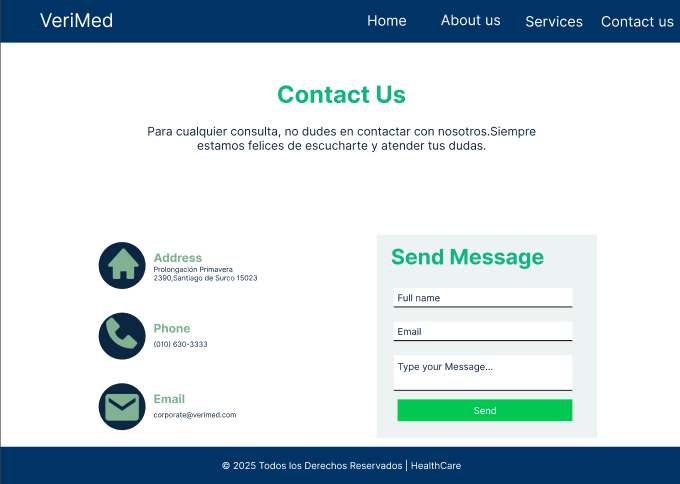 VeriMed Home About us Services Contact us
Contact Us
Para cualquier consulta, no dudes en contactar con nosotros.Siempre
estamos felices de escucharte y atender tus dudas.
Address
Prolongación Primavera
2390,Santiago de Surco 15023
Phone
(010) 630-3333
Email
corporate@verimed.com
Send Message
Full name
Email
Type your Message...
Send
© 2025 Todos los Derechos Reservados | HealthCare